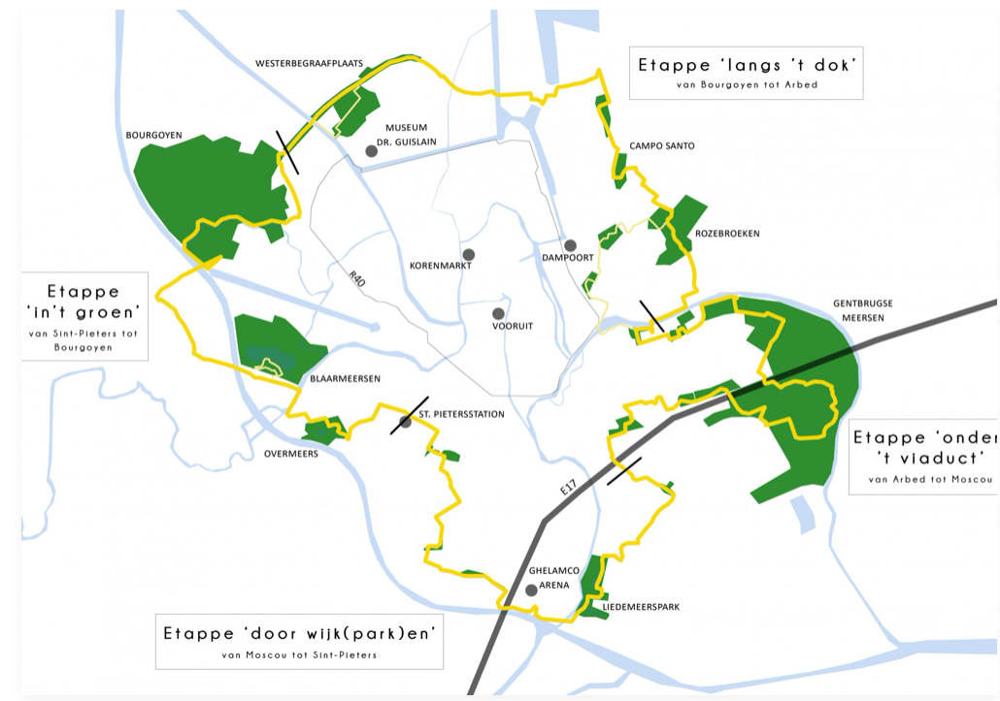 WESTERBEGRAAFPLAATS
Etappe 'langs 't dok'
van Bourgoyen tot Arbed
BOURGOYEN
MUSEUM
DR. GUISLAIN
CAMPO SANTO
ROZEBROEKEN
KORENMARKT
DAMPOORT
R40
Etappe
'in't groen'
van Sint-Pieters tot
Bourgoyen
VOORUIT
GENTBRUGSE
MEERSEN
BLAARMEERSEN
ST. PIETERSSTATION
OVERMEERS
Etappe 'onder
't viaduct'
van Arbed tot Moscou
E17
GHELAMCO
ARENA
LIEDEMEERSPARK
Etappe 'door wijk(park)en'
van Moscou tot Sint-Pieters